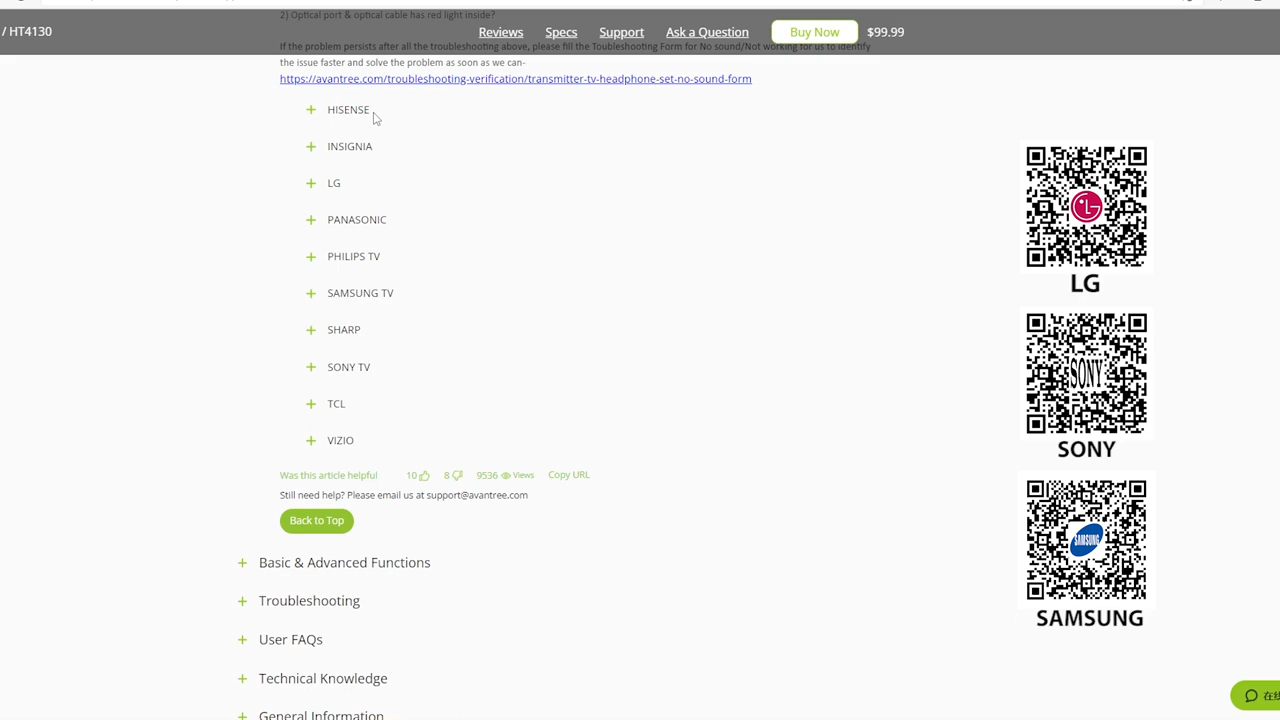 2) Optical port & optical cable has red light inside?
/ HT4130
Reviews
Specs
Support
Ask a Question
Buy Now
$99.99
If the problem persists after all the troubleshooting above, please fill the Toubleshooting Form for No sound/Not working for us to identify
the issue faster and solve the problem as soon as we can-
https://avantree.com/troubleshooting-verification/transmitter-tv-headphone-set-no-sound-form
+ HISENSE
+ INSIGNIA
+ LG
+ PANASONIC
+ PHILIPS TV
+ SAMSUNG TV
+ SHARP
+ SONY TV
+ TCL
+ VIZIO
Was this article helpful 10 8 9536 Views Copy URL
Still need help? Please email us at support@avantree.com
Back to Top
+ Basic & Advanced Functions
+ Troubleshooting
+ User FAQs
+ Technical Knowledge
+ General Information
LG
LG
SONY
SONY
SAMSUNG
SAMSUNG
在线